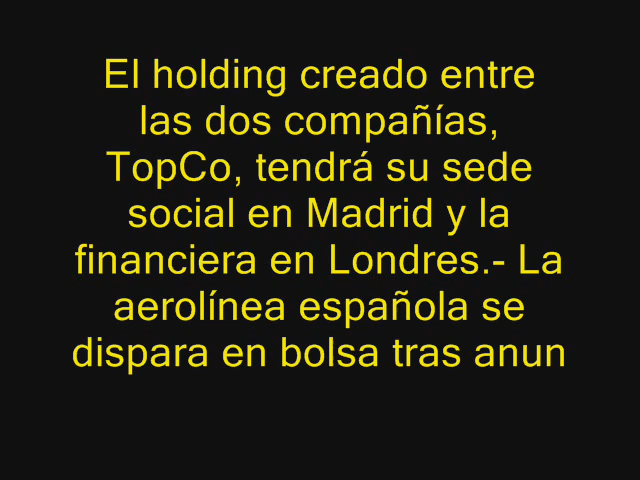 El holding creado entre
las dos compañías,
TopCo, tendrá su sede
social en Madrid y la
financiera en Londres.- La
aerolínea española se
dispara en bolsa tras anun